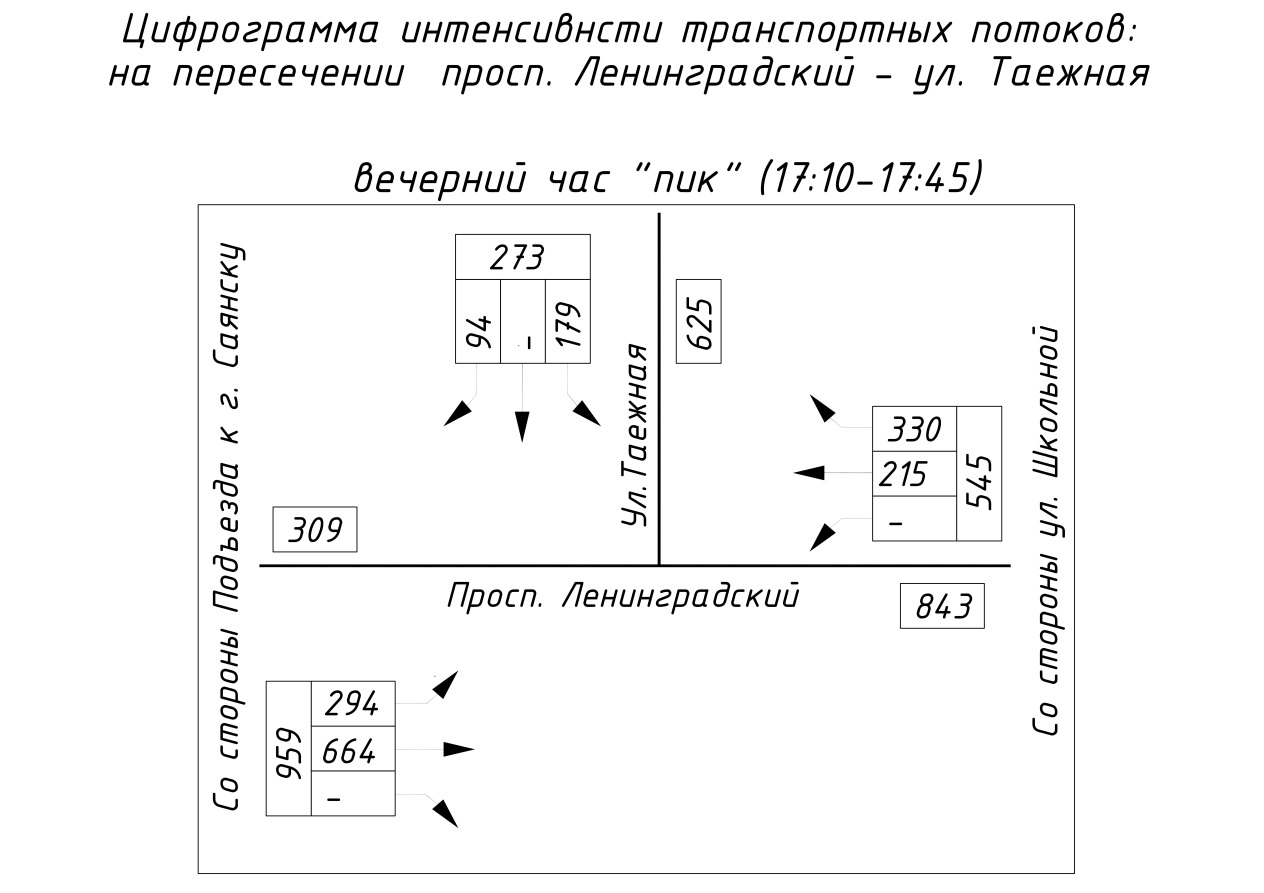 Цифрограмма интенсивнсти транспортных потоков:
на пересечении просп. Ленинградский - ул. Таежная
вечерний час "пик" (17:10-17:45)
Со стороны Подъезда к г. Саянску
273
94
-
179
Ул.Таежная
625
330
215
-
545
Со стороны ул. Школьной
309
Просп. Ленинградский
843
959
294
664
-